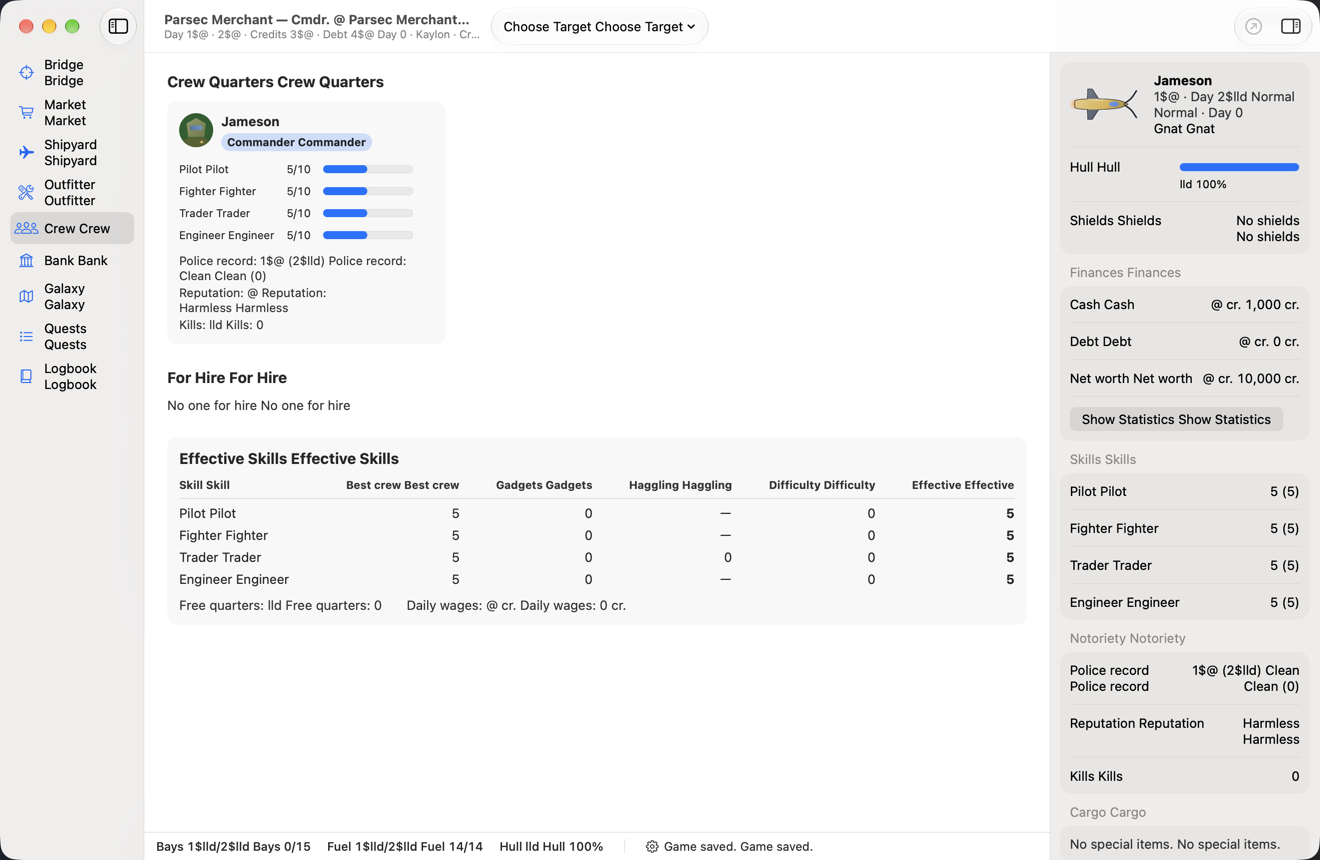 Parsec Merchant — Cmdr. @ Parsec Merchant...
Day 1$@ · 2$@ · Credits 3$@ · Debt 4$@ Day 0 · Kaylon · Cr...
Choose Target Choose Target
Bridge
Bridge
Market
Market
Shipyard
Shipyard
Outfitter
Outfitter
Crew Crew
Bank Bank
Galaxy
Galaxy
Quests
Quests
Logbook
Logbook
Crew Quarters Crew Quarters
Jameson
Commander Commander
Pilot Pilot 5/10
Fighter Fighter 5/10
Trader Trader 5/10
Engineer Engineer 5/10
Police record: 1$@ (2$lld) Police record:
Clean Clean (0)
Reputation: @ Reputation:
Harmless Harmless
Kills: lld Kills: 0
For Hire For Hire
No one for hire No one for hire
Effective Skills Effective Skills
Skill Skill Best crew Best crew Gadgets Gadgets Haggling Haggling Difficulty Difficulty Effective Effective
Pilot Pilot 5 0 — 0 5
Fighter Fighter 5 0 — 0 5
Trader Trader 5 0 0 0 5
Engineer Engineer 5 0 — 0 5
Free quarters: lld Free quarters: 0 Daily wages: @ cr. Daily wages: 0 cr.
Jameson
1$@ · Day 2$lld Normal
Normal · Day 0
Gnat Gnat
Hull Hull
lld 100%
Shields Shields No shields
No shields
Finances Finances
Cash Cash @ cr. 1,000 cr.
Debt Debt @ cr. 0 cr.
Net worth Net worth @ cr. 10,000 cr.
Show Statistics Show Statistics
Skills Skills
Pilot Pilot 5 (5)
Fighter Fighter 5 (5)
Trader Trader 5 (5)
Engineer Engineer 5 (5)
Notoriety Notoriety
Police record 1$@ (2$lld) Clean
Police record Clean (0)
Reputation Reputation Harmless
Harmless
Kills Kills 0
Cargo Cargo
No special items. No special items.
Bays 1$lld/2$lld Bays 0/15 Fuel 1$lld/2$lld Fuel 14/14 Hull lld Hull 100% Game saved. Game saved.